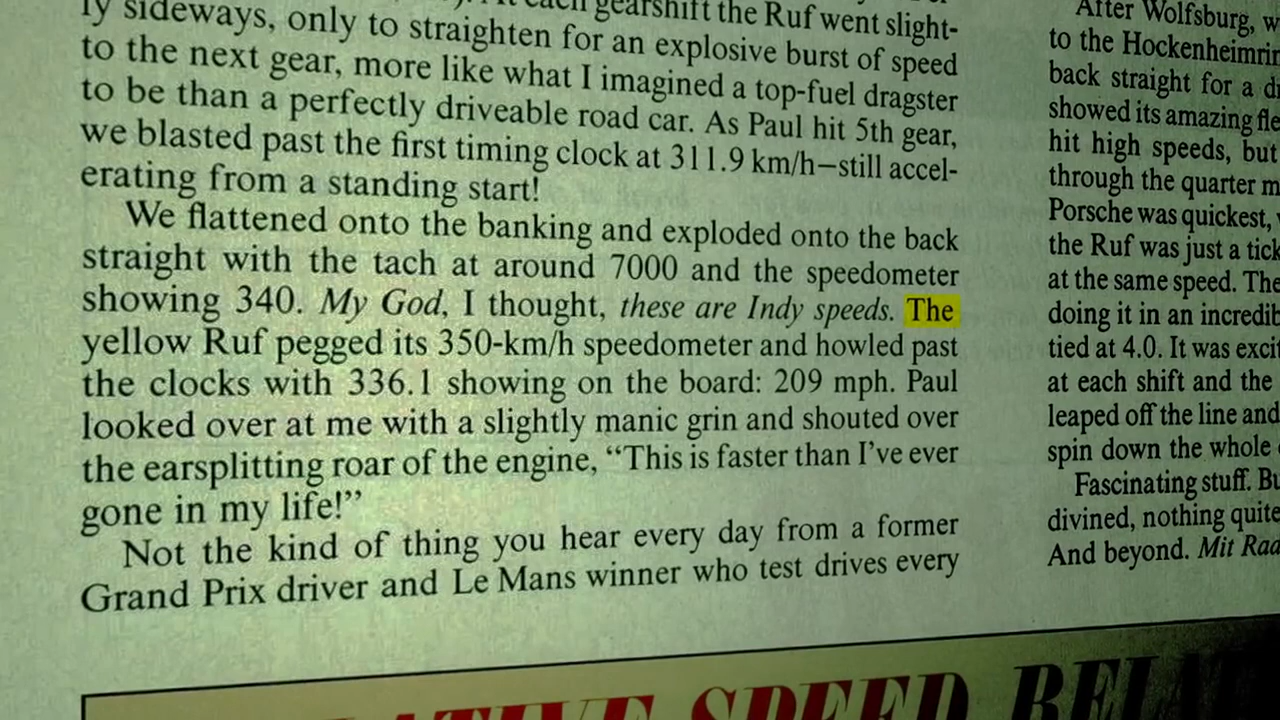 ly sideways, only to straighten for an explosive burst of speed
to the next gear, more like what I imagined a top-fuel dragster
to be than a perfectly driveable road car. As Paul hit 5th gear,
we blasted past the first timing clock at 311.9 km/h—still accel-
erating from a standing start!
We flattened onto the banking and exploded onto the back
straight with the tach at around 7000 and the speedometer
showing 340. My God, I thought, these are Indy speeds. The
yellow Ruf pegged its 350-km/h speedometer and howled past
the clocks with 336.1 showing on the board: 209 mph. Paul
looked over at me with a slightly manic grin and shouted over
the earsplitting roar of the engine, “This is faster than I’ve ever
gone in my life!”
Not the kind of thing you hear every day from a former
Grand Prix driver and Le Mans winner who test drives every
After Wolfsburg,
to the Hockenheimrin
back straight for a
showed its amazing
hit high speeds, but
through the quarter
Porsche was quickest,
the Ruf was just a tick
at the same speed. The
doing it in an incredib
tied at 4.0. It was exci
at each shift and the
leaped off the line and
spin down the whole
Fascinating stuff. Bu
divined, nothing quite
And beyond. Mit Raa
SPEED